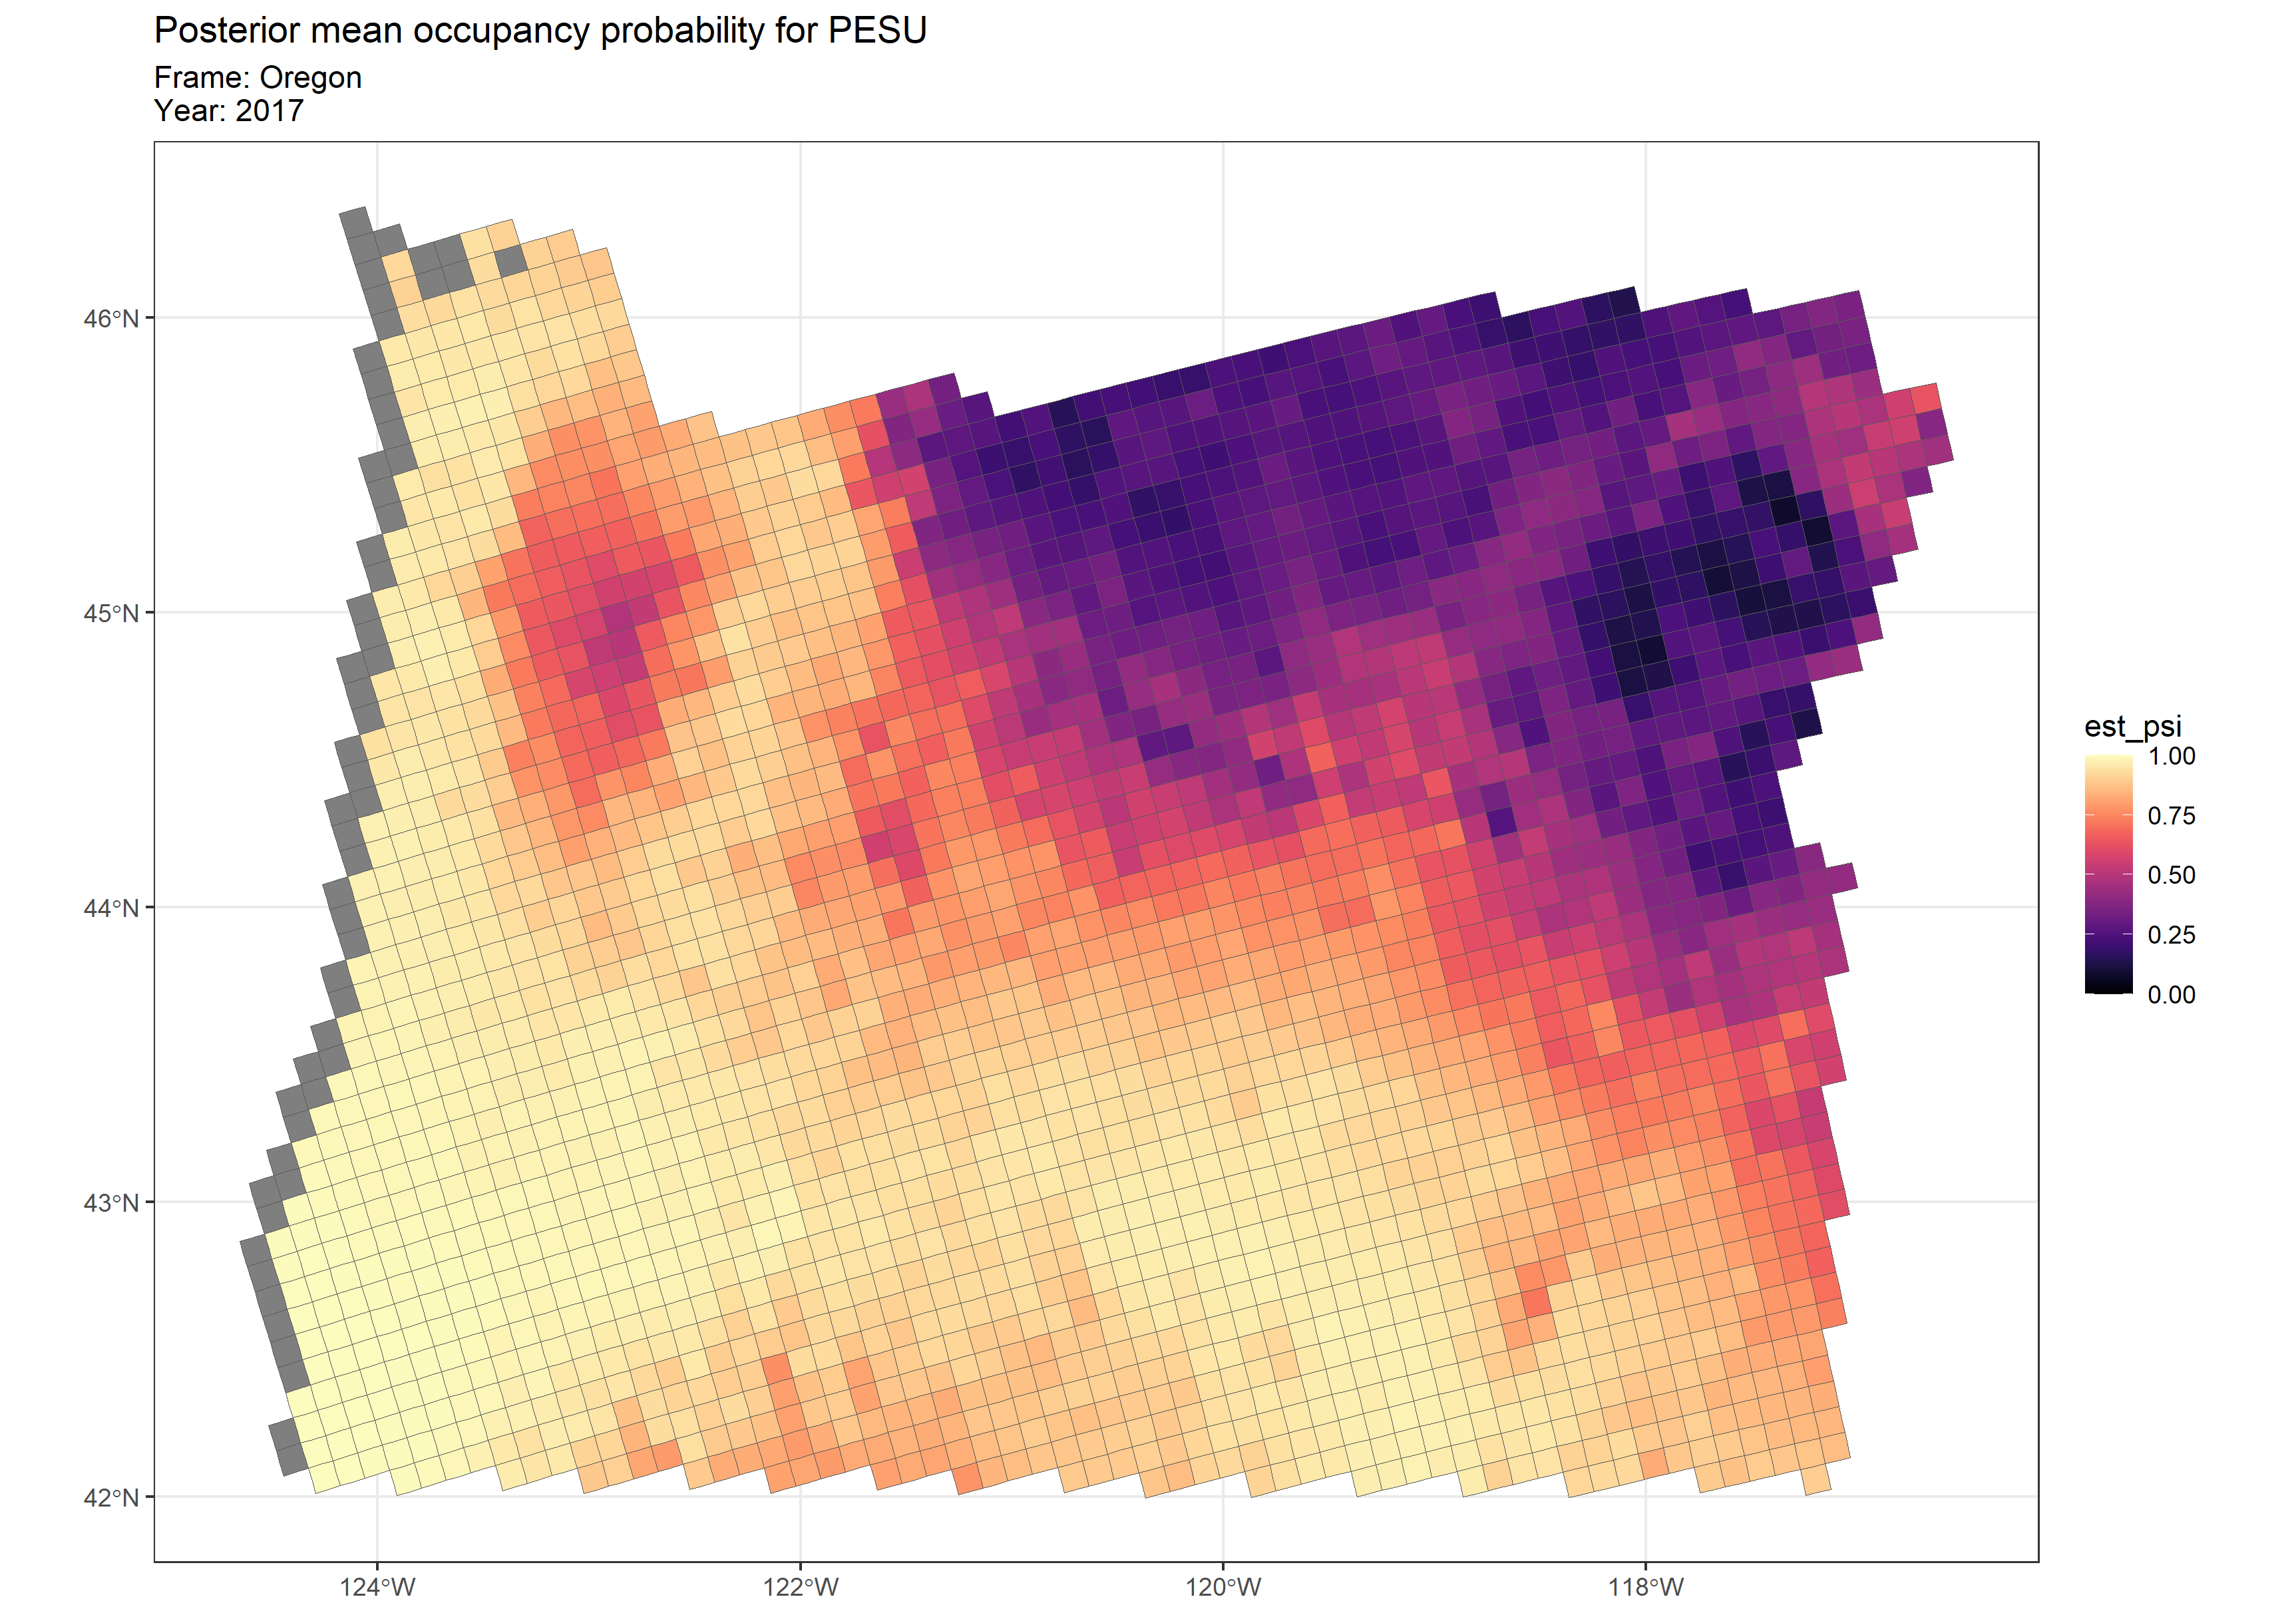 Posterior mean occupancy probability for PESU
Frame: Oregon
Year: 2017
46°N
45°N
44°N
43°N
42°N
124°W
122°W
120°W
118°W
est_psi
1.00
0.75
0.50
0.25
0.00